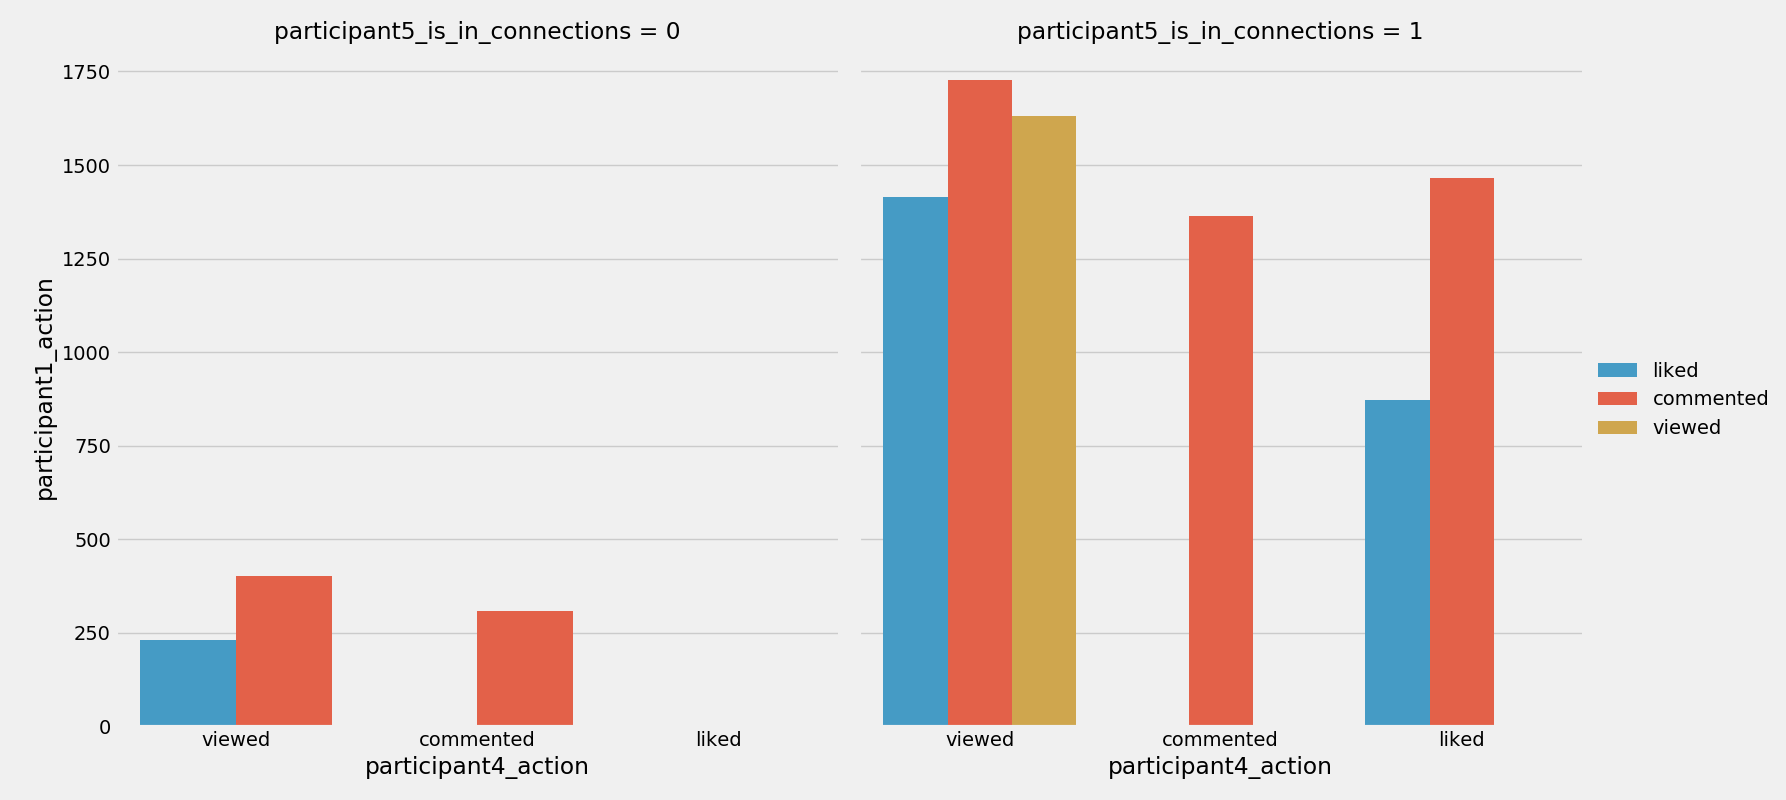 participant5_is_in_connections = 0
participant5_is_in_connections = 1
participant1_action
1750
1500
1250
1000
750
500
250
0
viewed
commented
liked
participant4_action
viewed
commented
liked
participant4_action
liked
commented
viewed